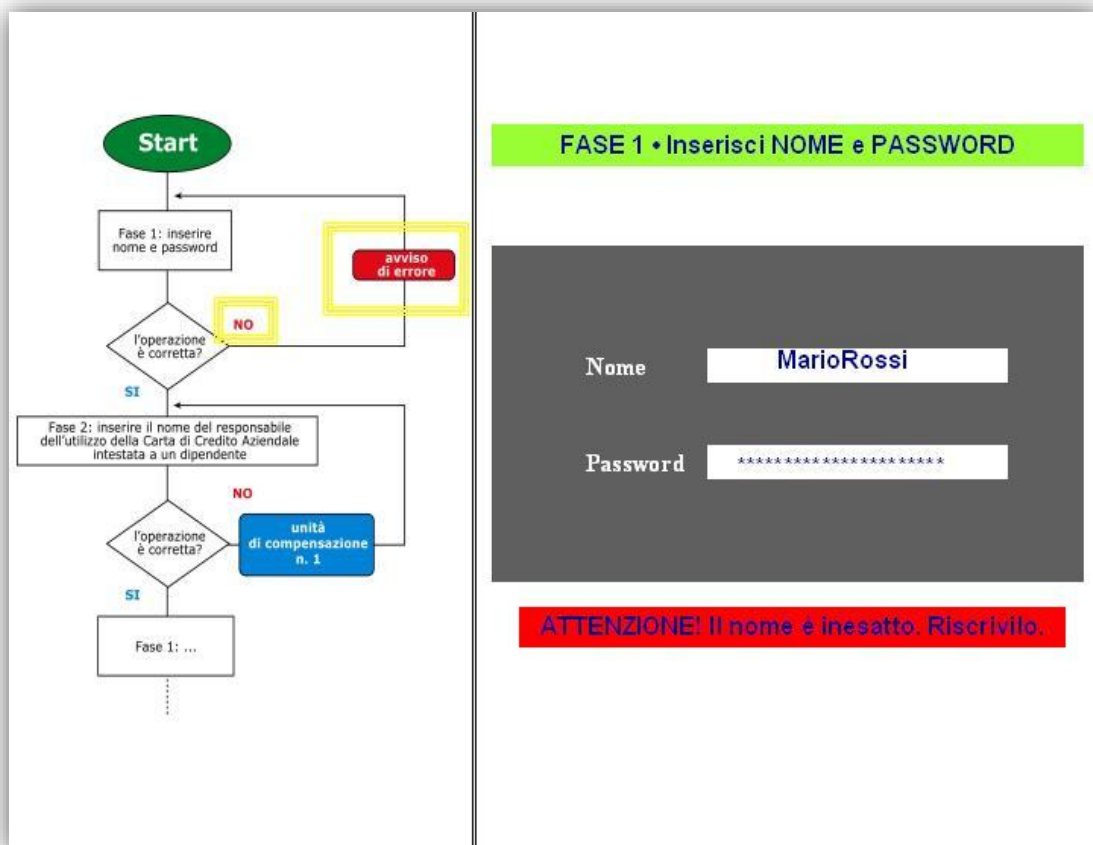 Start
Fase 1: inserire
nome e password
avviso
di errore
NO
l'operazione
è corretta?
SI
Fase 2: inserire il nome del responsabile
dell'utilizzo della Carta di Credito Aziendale
intestata a un dipendente
NO
l'operazione
è corretta?
unità
di compensazione
n. 1
SI
Fase 1: ...
FASE 1 • Inserisci NOME e PASSWORD
Nome MarioRossi
Password **********************
ATTENZIONE! Il nome è inesatto. Riscrivilo.